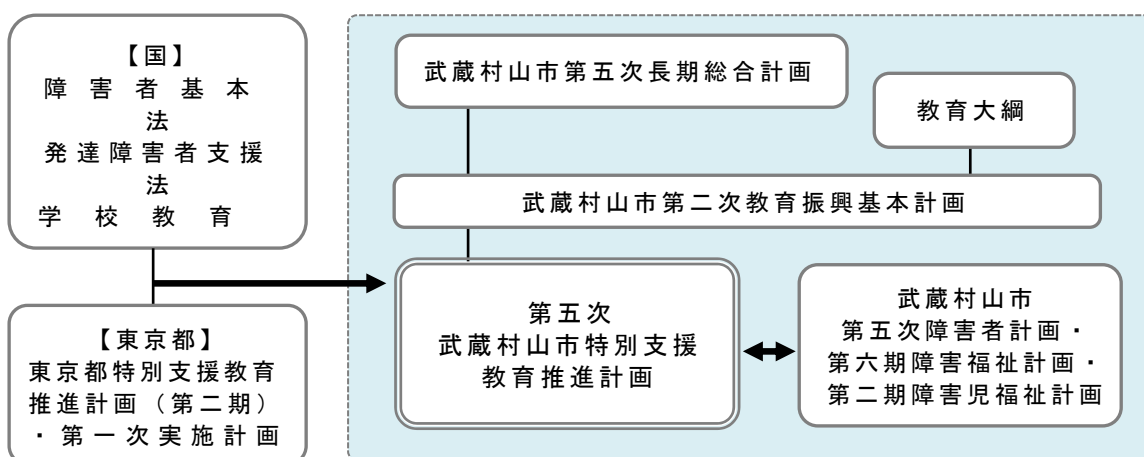 【国】
障害者基本
法
発達障害者支援
法
学校教育
【東京都】
東京都特別支援教育
推進計画（第二期）
・第一次実施計画
武蔵村山市第五次長期総合計画
教育大綱
武蔵村山市第二次教育振興基本計画
第五次
武蔵村山市特別支援
教育推進計画
武蔵村山市
第五次障害者計画・
第六期障害福祉計画・
第二期障害児福祉計画